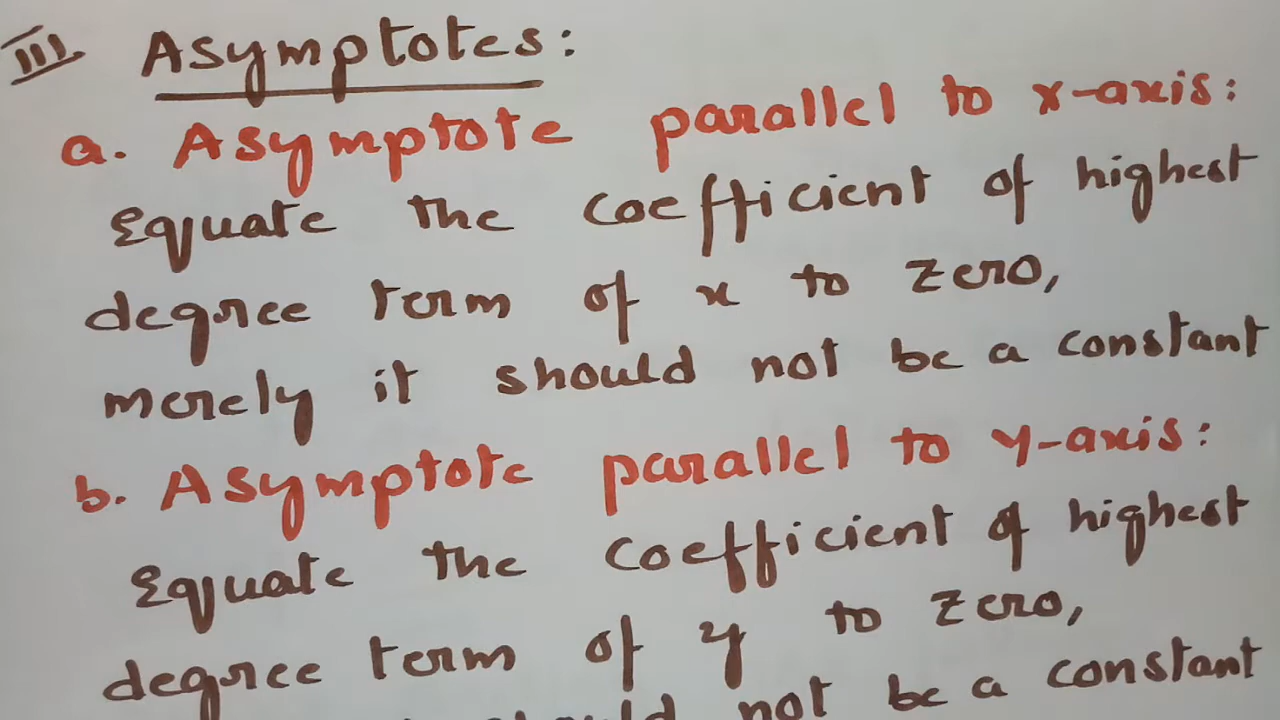 III Asymptotes:
a. Asymptote parallel to x-axis:
Equate the coefficient of highest
degree term of x to zero,
merely it should not be a constant
b. Asymptote parallel to y-axis:
Equate the coefficient of highest
degree term of y to zero,
should not be a constant